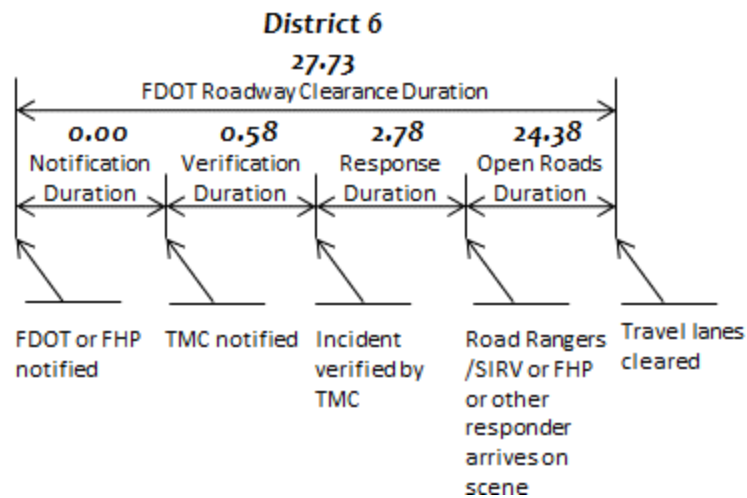 District 6
27.73
FDOT Roadway Clearance Duration
0.00
Notification
Duration
0.58
Verification
Duration
2.78
Response
Duration
24.38
Open Roads
Duration
FDOT or FHP
notified
TMC notified
Incident
verified by
TMC
Road Rangers
/SIRV or FHP
or other
responder
arrives on
scene
Travel lanes
cleared